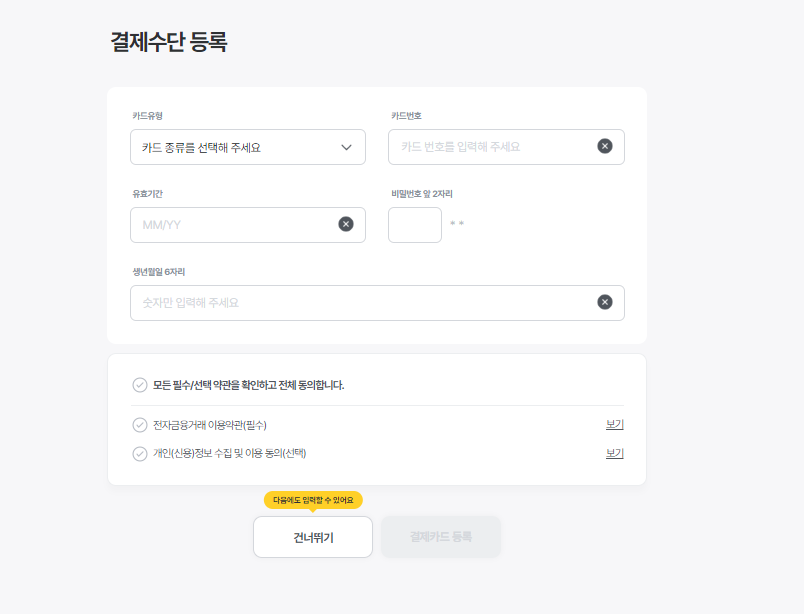 결제수단 등록
카드유형
카드번호
카드 종류를 선택해 주세요
카드 번호를 입력해 주세요
유효기간
비밀번호 앞 2자리
MM/YY
* *
생년월일 6자리
숫자만 입력해 주세요
모든 필수/선택 약관을 확인하고 전체 동의합니다.
전자금융거래 이용약관(필수)
보기
개인(신용)정보 수집 및 이용 동의(선택)
보기
다음에도 입력할 수 있어요
건너뛰기
결제카드 등록